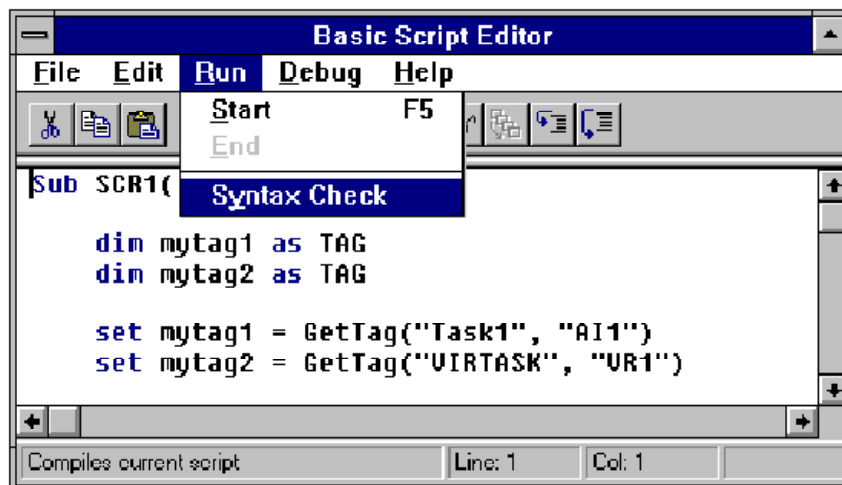 Basic Script Editor
File Edit Run Debug Help
Start F5
End
Sub SCR1(
Syntax Check
dim mytag1 as TAG
dim mytag2 as TAG
set mytag1 = GetTag("Task1", "AI1")
set mytag2 = GetTag("VIRTASK", "VR1")
Compiles current script Line: 1 Col: 1